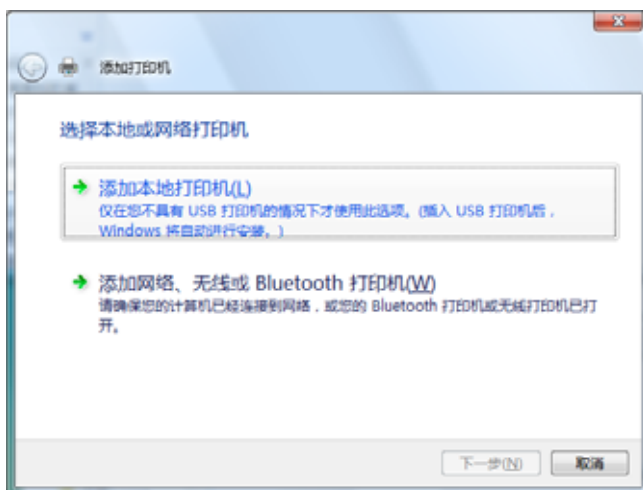 添加打印机
选择本地或网络打印机
添加本地打印机(L)
仅在您不具有 USB 打印机的情况下才使用此选项。(插入 USB 打印机后，
Windows 将自动进行安装。)
添加网络、无线或 Bluetooth 打印机(W)
请确保您的计算机已经连接到网络，或您的 Bluetooth 打印机或无线打印机已打
开。
下一步(N)
取消